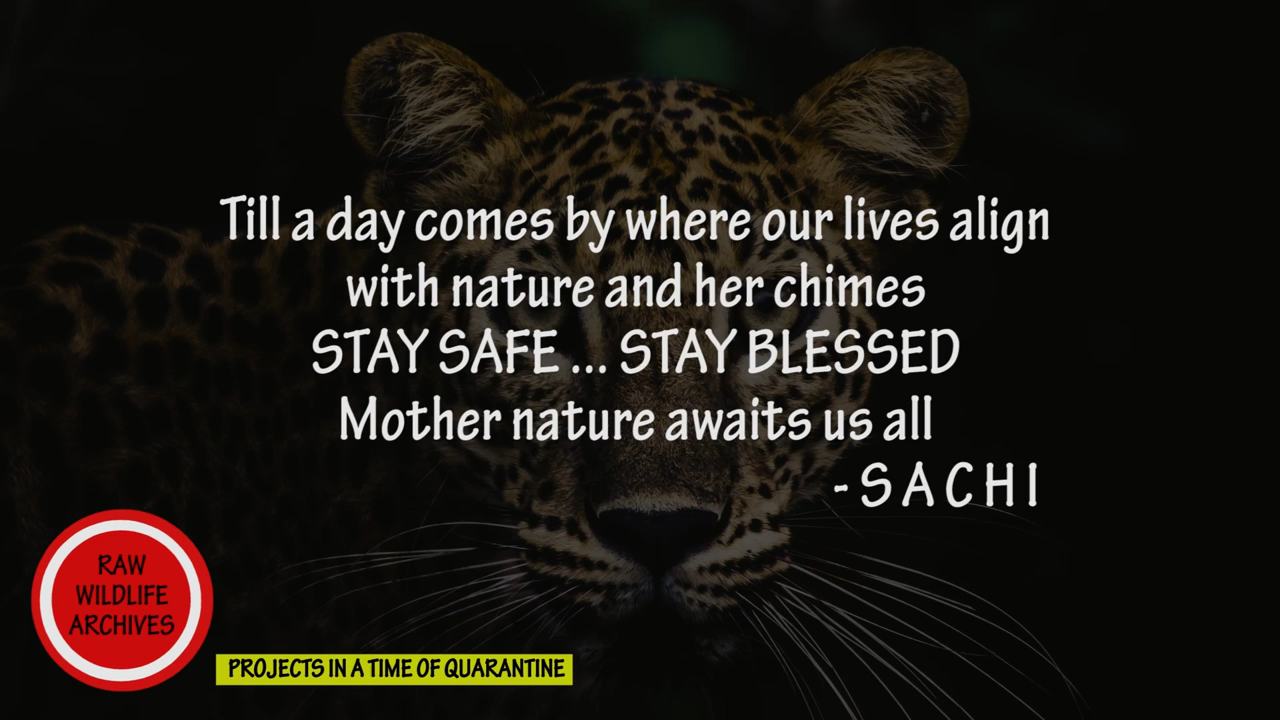 Till a day comes by where our lives align
with nature and her chimes
STAY SAFE ... STAY BLESSED
Mother nature awaits us all
- S A C H I
RAW
WILDLIFE
ARCHIVES
PROJECTS IN A TIME OF QUARANTINE